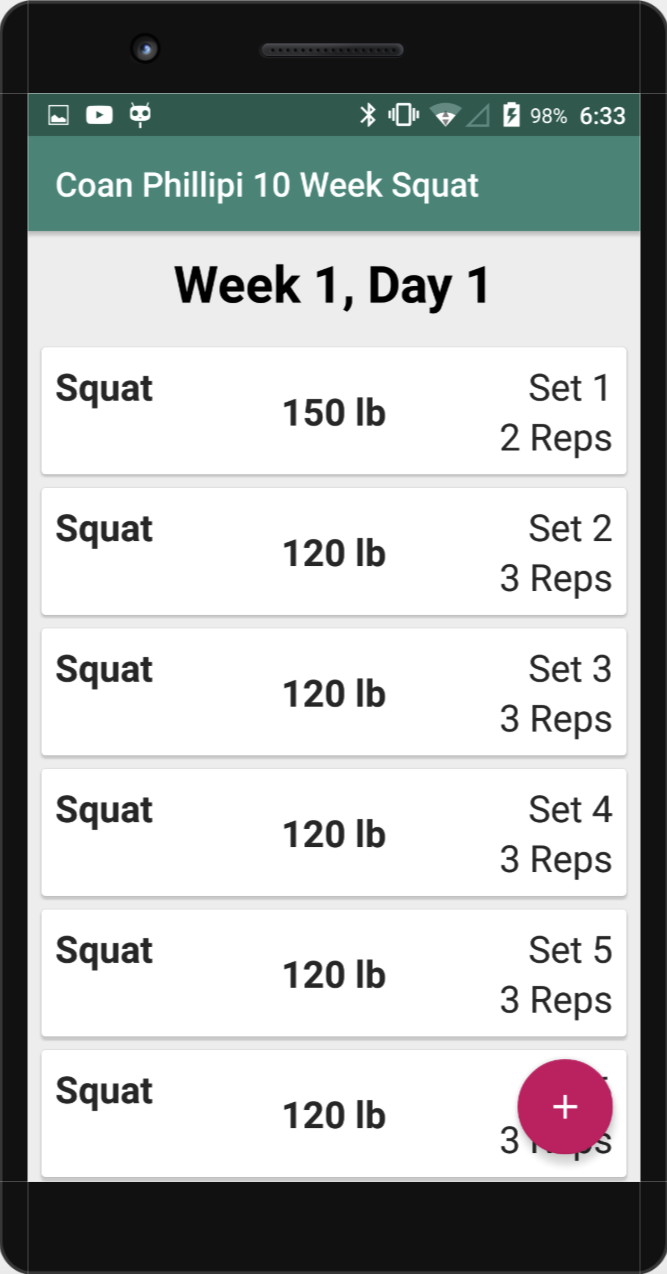 98% 6:33
Coan Phillipi 10 Week Squat
Week 1, Day 1
Squat
150 lb
Set 1
2 Reps
Squat
120 lb
Set 2
3 Reps
Squat
120 lb
Set 3
3 Reps
Squat
120 lb
Set 4
3 Reps
Squat
120 lb
Set 5
3 Reps
Squat
120 lb
3 Reps
+